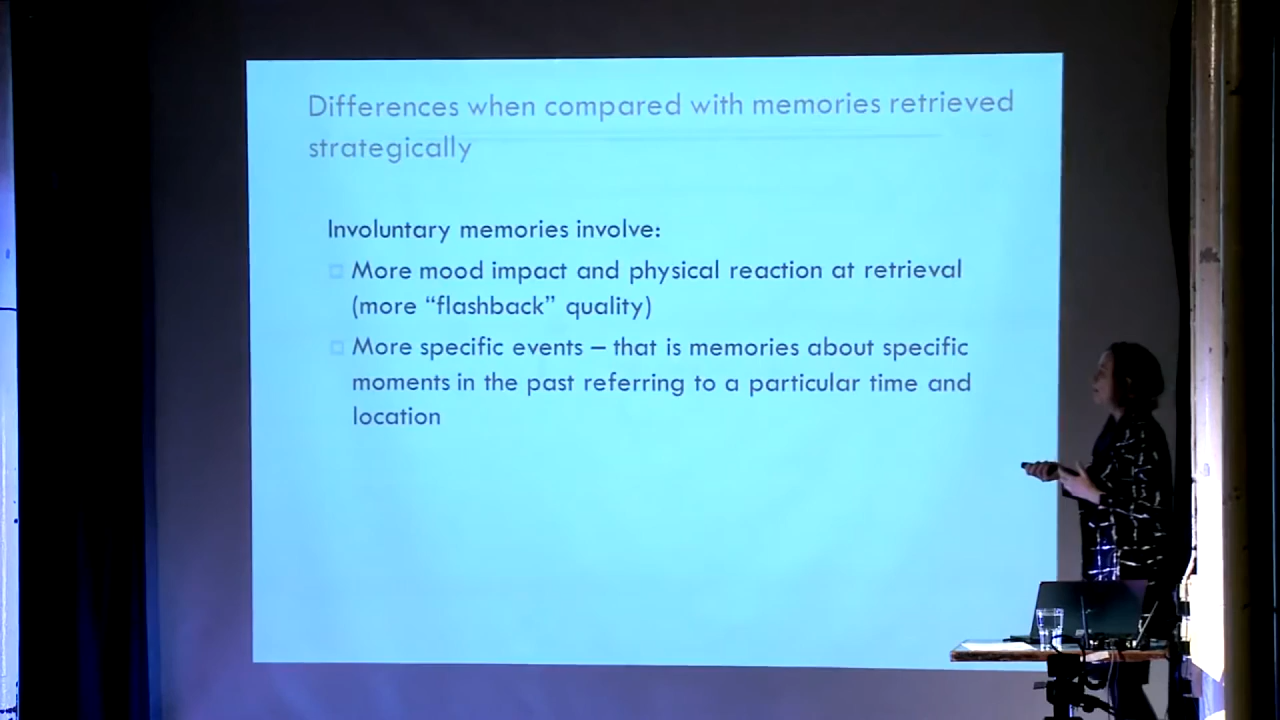 Differences when compared with memories retrieved
strategically
Involuntary memories involve:
More mood impact and physical reaction at retrieval
(more “flashback” quality)
More specific events – that is memories about specific
moments in the past referring to a particular time and
location